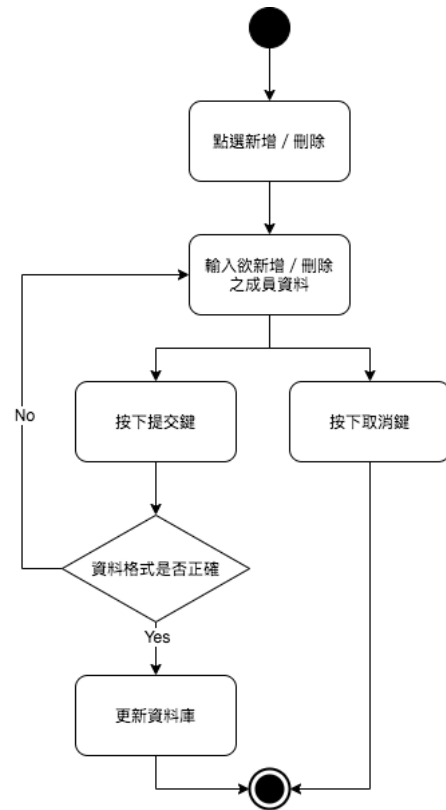 點選新增 / 刪除
輸入欲新增 / 刪除
之成員資料
按下提交鍵
按下取消鍵
No
資料格式是否正確
Yes
更新資料庫